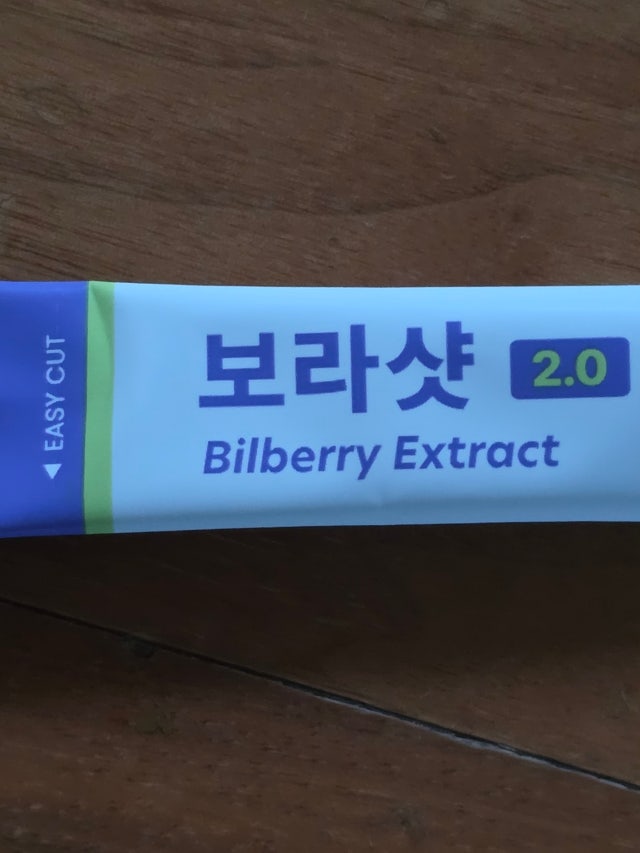 ◀ EASY CUT
보라샷 2.0
Bilberry Extract